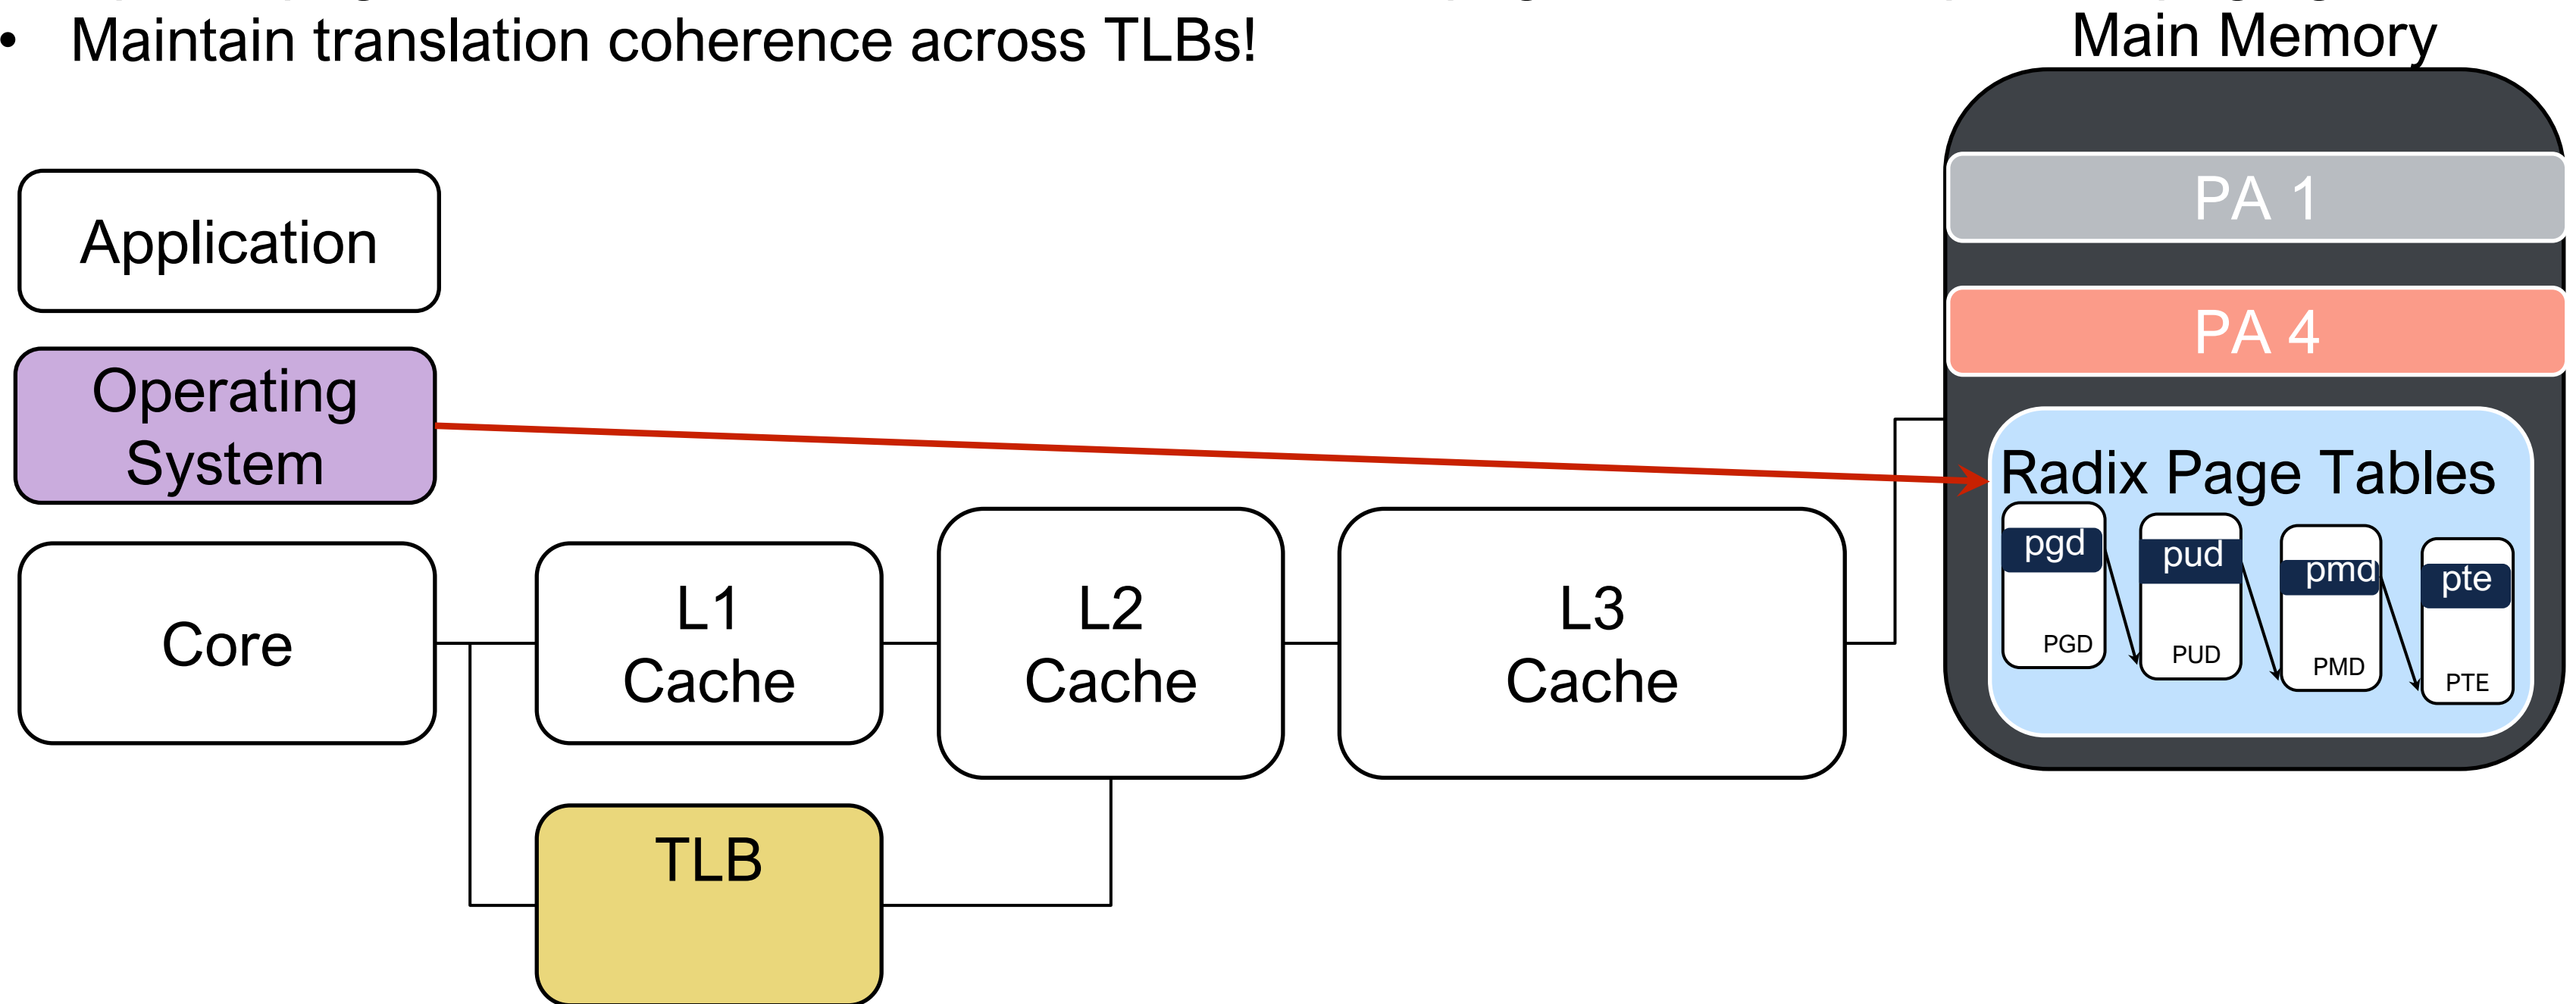 • Maintain translation coherence across TLBs!
Main Memory
PA 1
Application
PA 4
Operating
System
Radix Page Tables
pgd
pud
pmd
pte
PGD
PUD
PMD
PTE
Core
L1
Cache
L2
Cache
L3
Cache
TLB